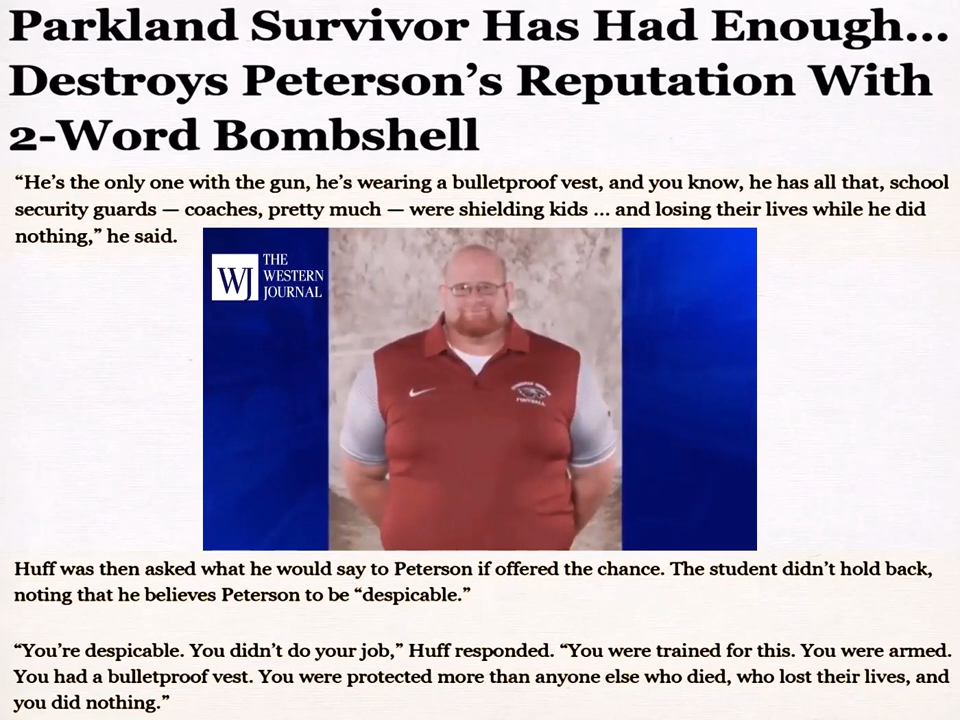 Parkland Survivor Has Had Enough...
Destroys Peterson’s Reputation With
2-Word Bombshell
“He’s the only one with the gun, he’s wearing a bulletproof vest, and you know, he has all that, school
security guards — coaches, pretty much — were shielding kids ... and losing their lives while he did
nothing,” he said.
WJ
THE
WESTERN
JOURNAL
FOOTBALL
Huff was then asked what he would say to Peterson if offered the chance. The student didn’t hold back,
noting that he believes Peterson to be “despicable.”
“You’re despicable. You didn’t do your job,” Huff responded. “You were trained for this. You were armed.
You had a bulletproof vest. You were protected more than anyone else who died, who lost their lives, and
you did nothing.”